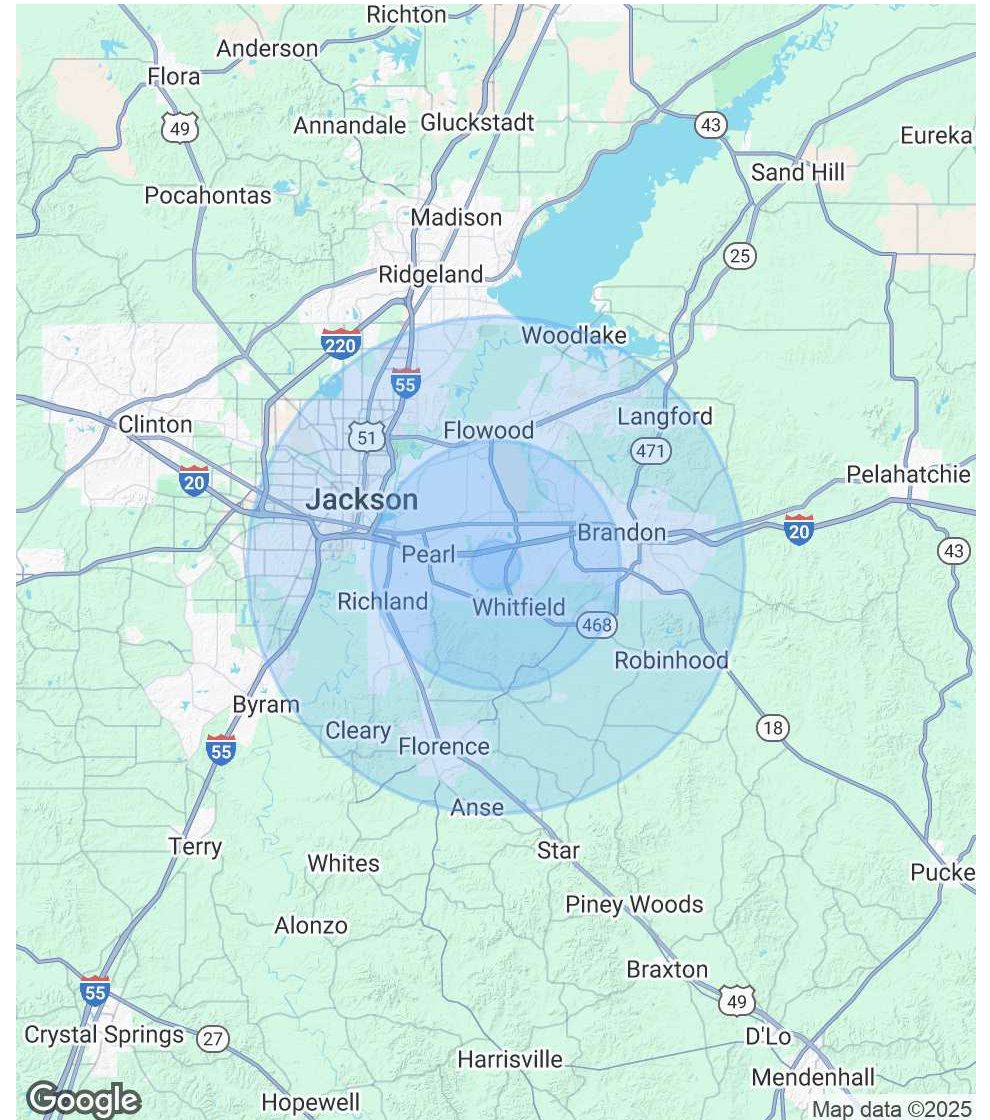 Richton
Anderson
Flora
49
Annandale
Gluckstadt
43
Eureka
Sand Hill
Pocahontas
Madison
25
Ridgeland
220
Woodlake
55
Clinton
51
Flowood
Langford
471
20
Pelahatchie
Jackson
Brandon
20
Pearl
43
Richland
Whitfield
468
Robinhood
Byram
Cleary
18
55
Florence
Anse
Terry
Whites
Star
Pucke
Alonzo
Piney Woods
Braxton
55
49
Crystal Springs
27
D'Lo
Harrisville
Mendenhall
Google
Hopewell
Map data ©2025